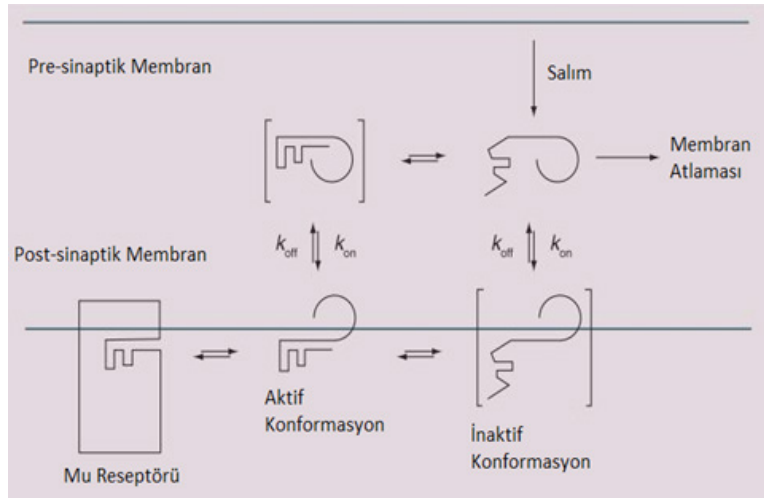 Pre-sinaptik Membran
Salım
Membran
Atlaması
Post-sinaptik Membran
k_off k_on
k_off k_on
Aktif
Konformasyon
İnaktif
Konformasyon
Mu Reseptörü